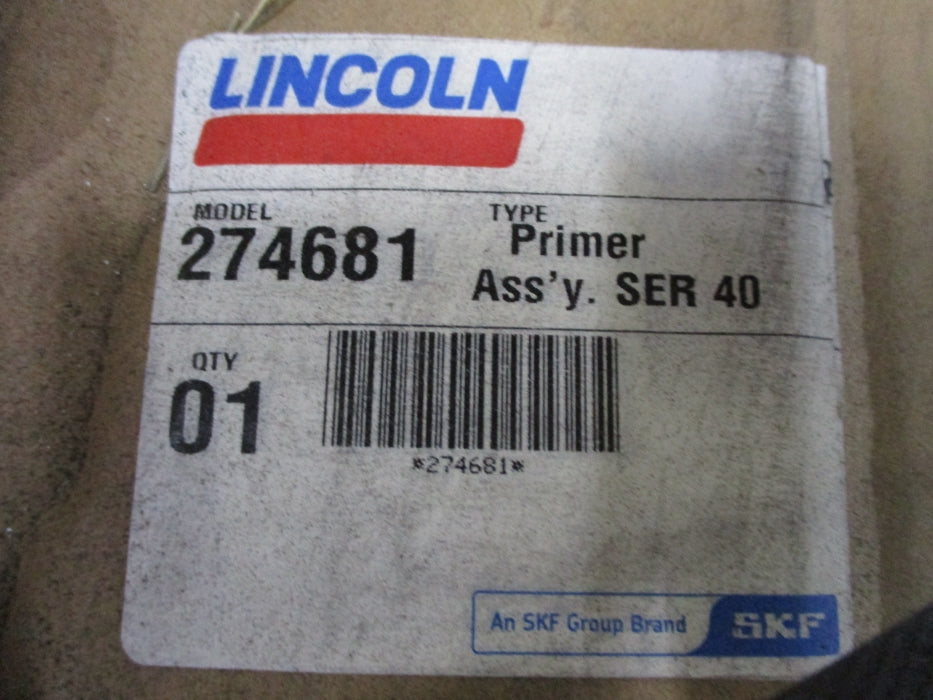 LINCOLN
MODEL
274681
TYPE
Primer
Ass'y. SER 40
QTY
01
*274681*
An SKF Group Brand
SKF